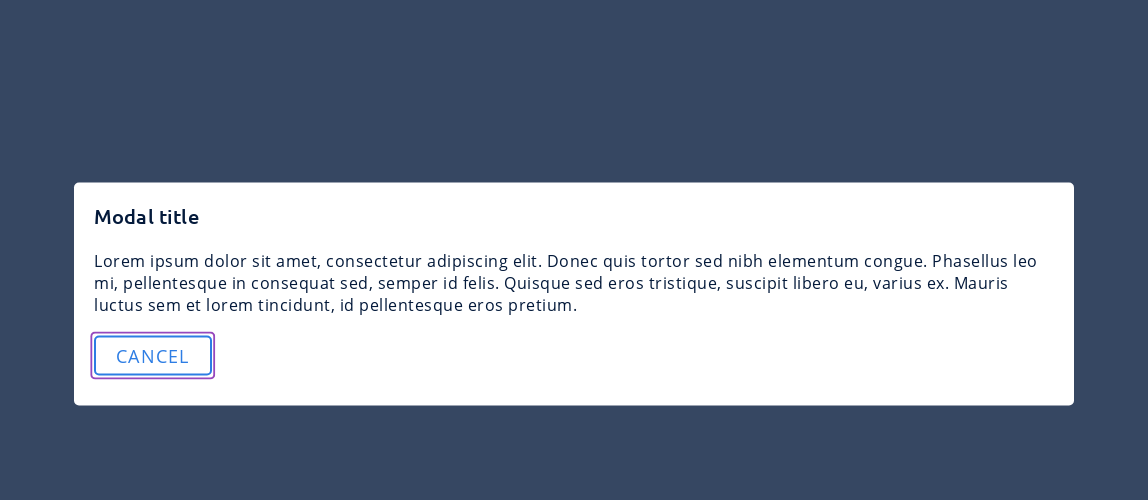 Modal title
Lorem ipsum dolor sit amet, consectetur adipiscing elit. Donec quis tortor sed nibh elementum congue. Phasellus leo
mi, pellentesque in consequat sed, semper id felis. Quisque sed eros tristique, suscipit libero eu, varius ex. Mauris
luctus sem et lorem tincidunt, id pellentesque eros pretium.
CANCEL